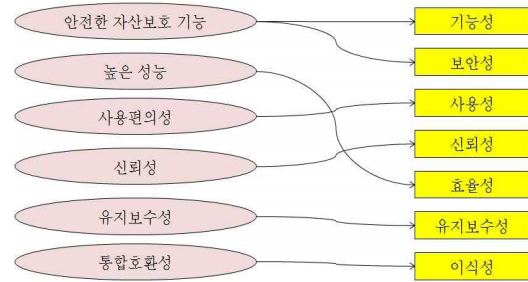 안전한 자산보호 기능
높은 성능
사용편의성
신뢰성
유지보수성
통합호환성
기능성
보안성
사용성
신뢰성
효율성
유지보수성
이식성